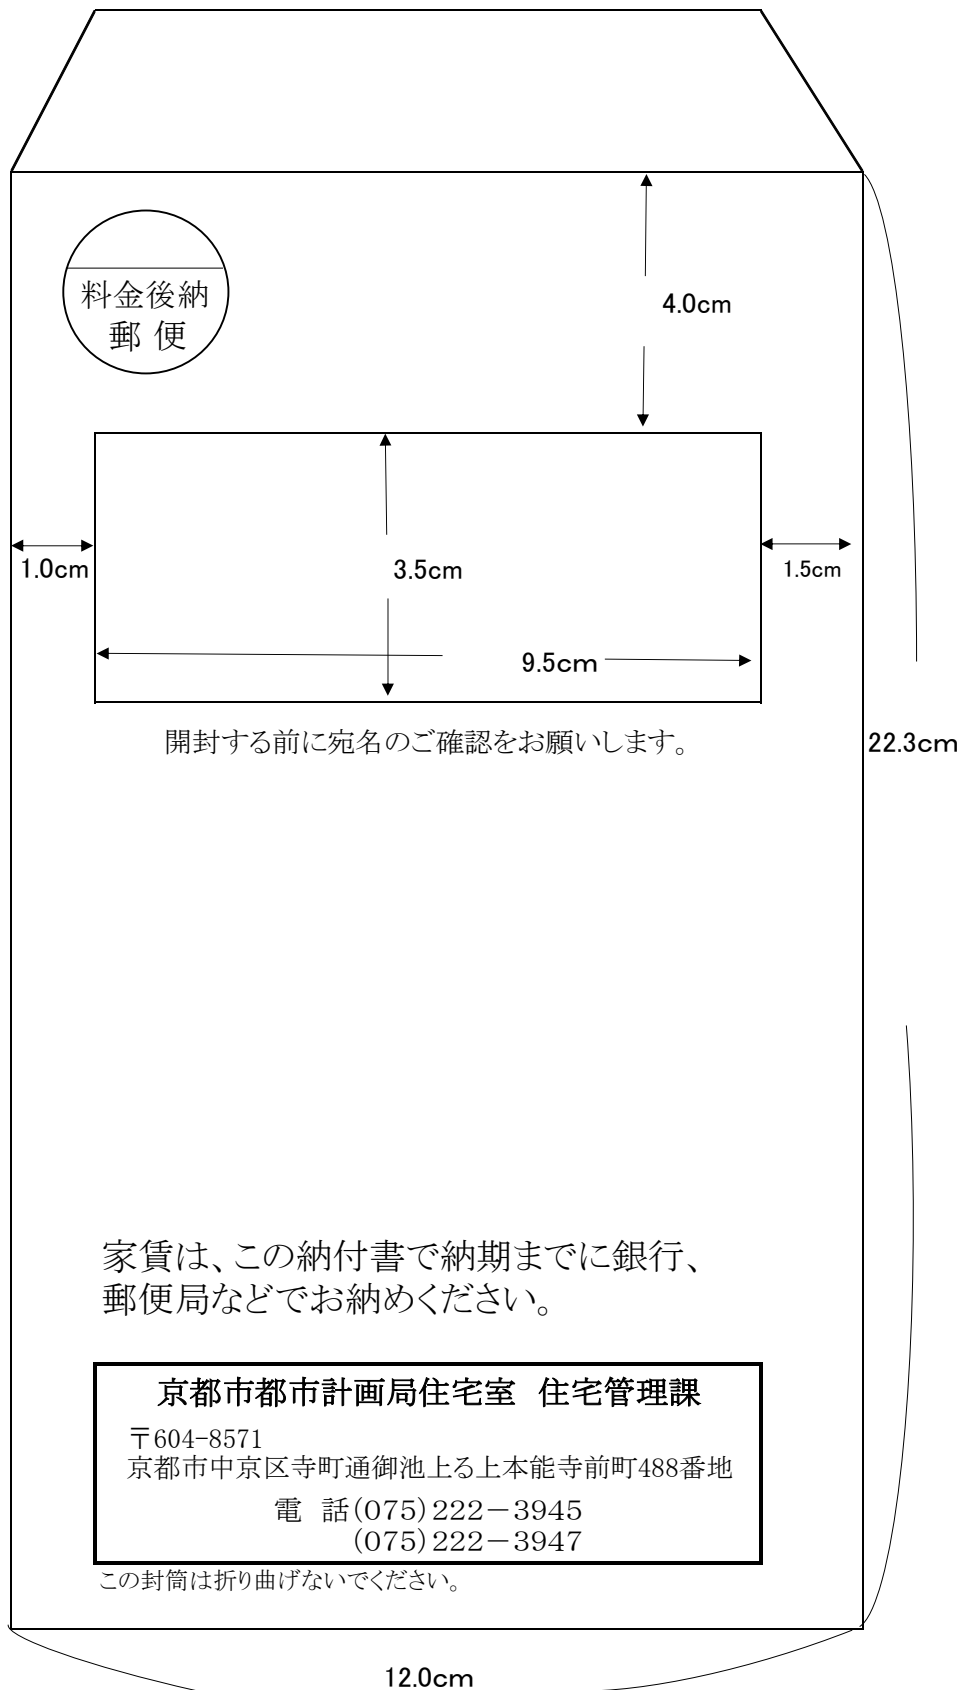 料金後納
郵 便
4.0cm
1.0cm
3.5cm
1.5cm
9.5cm
開封する前に宛名のご確認をお願いします。
22.3cm
家賃は、この納付書で納期までに銀行、
郵便局などでお納めください。
京都市都市計画局住宅室 住宅管理課
〒604-8571
京都市中京区寺町通御池上る上本能寺前町488番地
電 話(075)222－3945
(075)222－3947
この封筒は折り曲げないでください。
12.0cm